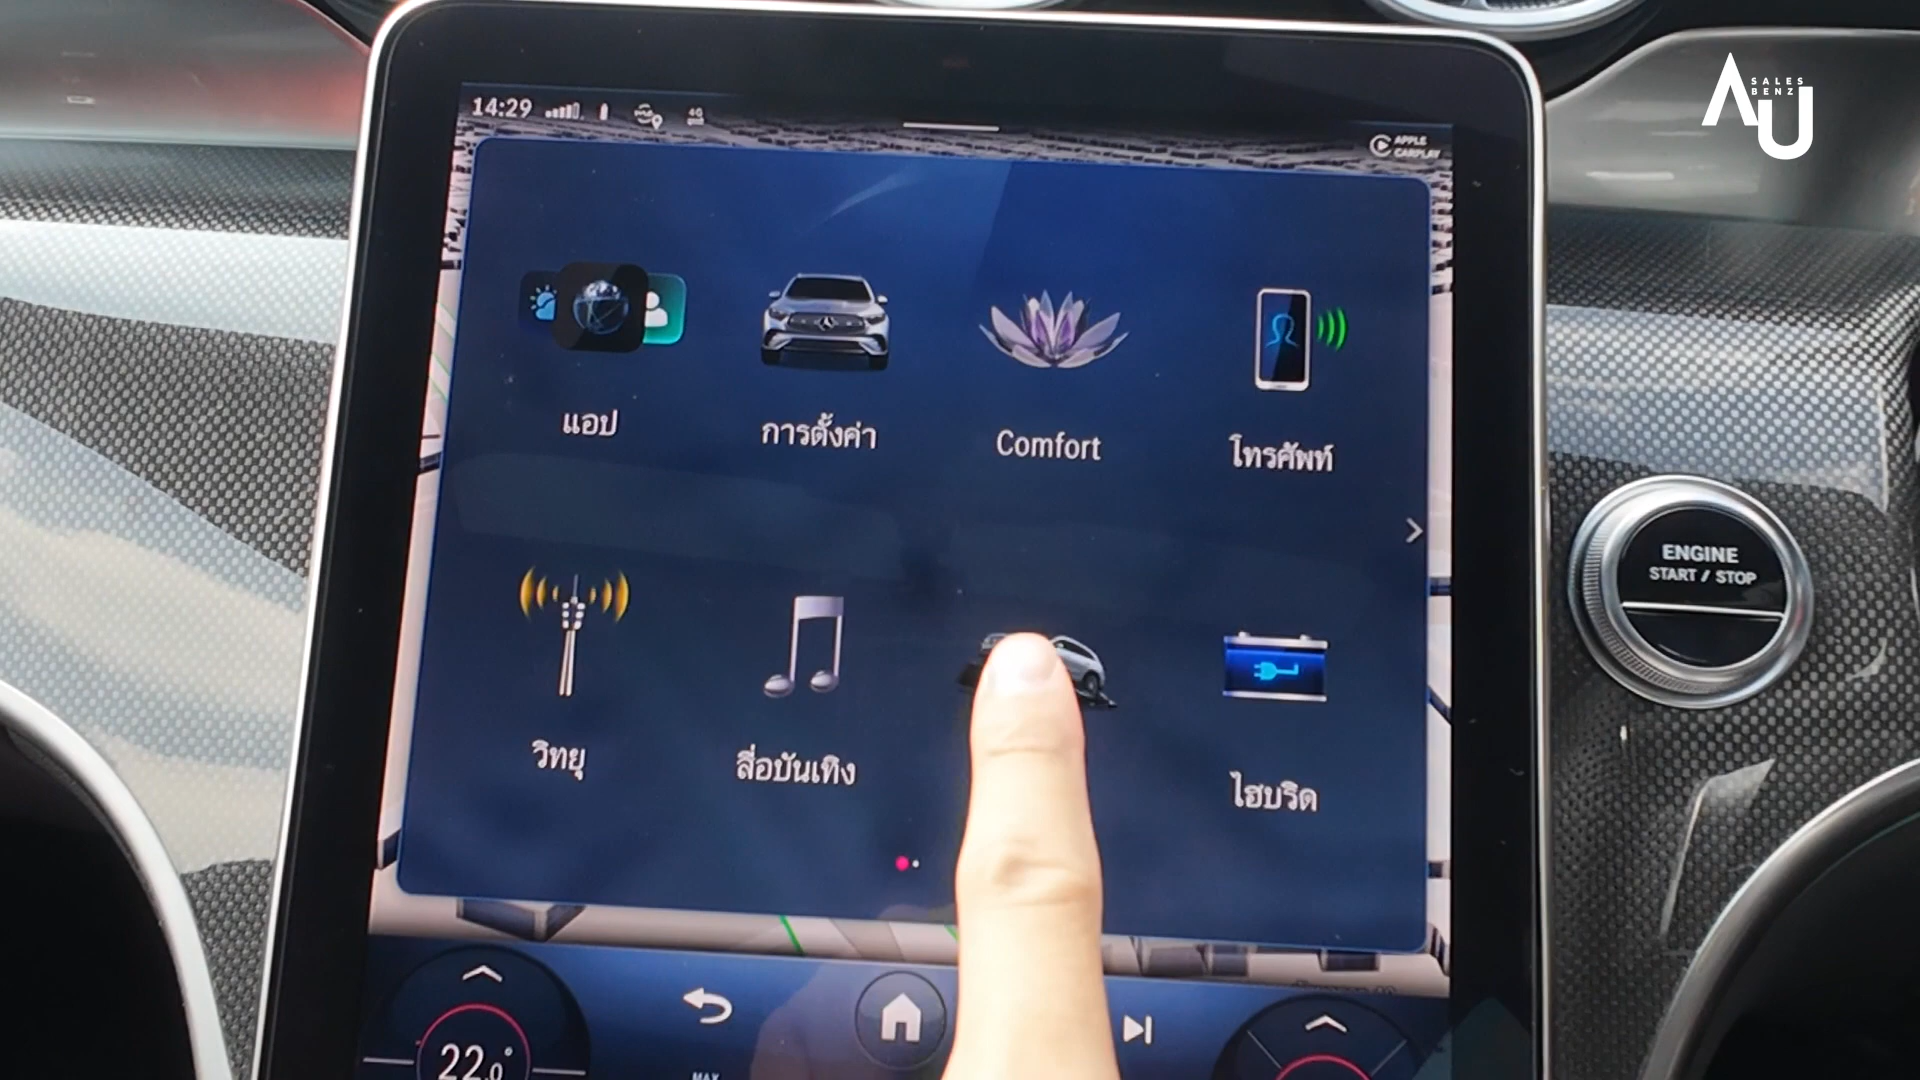 14:29
4G
APPLE
CARPLAY
SALES
BENZ
AU
แอป
การตั้งค่า
Comfort
โทรศัพท์
ENGINE
START / STOP
วิทยุ
สื่อบันเทิง
ไฮบริด
22.0°
MAX